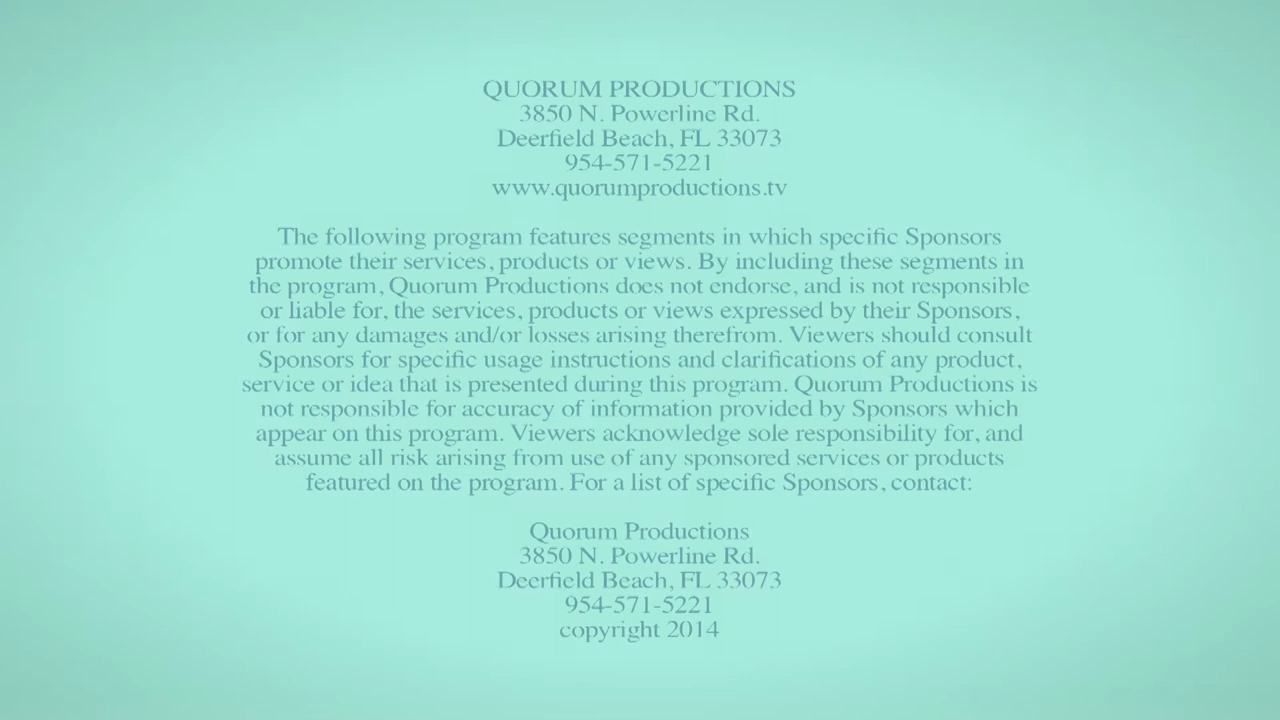 QUORUM PRODUCTIONS
3850 N. Powerline Rd.
Deerfield Beach, FL 33073
954-571-5221
www.quorumproductions.tv
The following program features segments in which specific Sponsors
promote their services, products or views. By including these segments in
the program, Quorum Productions does not endorse, and is not responsible
or liable for, the services, products or views expressed by their Sponsors,
or for any damages and/or losses arising therefrom. Viewers should consult
Sponsors for specific usage instructions and clarifications of any product,
service or idea that is presented during this program. Quorum Productions is
not responsible for accuracy of information provided by Sponsors which
appear on this program. Viewers acknowledge sole responsibility for, and
assume all risk arising from use of any sponsored services or products
featured on the program. For a list of specific Sponsors, contact:
Quorum Productions
3850 N. Powerline Rd.
Deerfield Beach, FL 33073
954-571-5221
copyright 2014